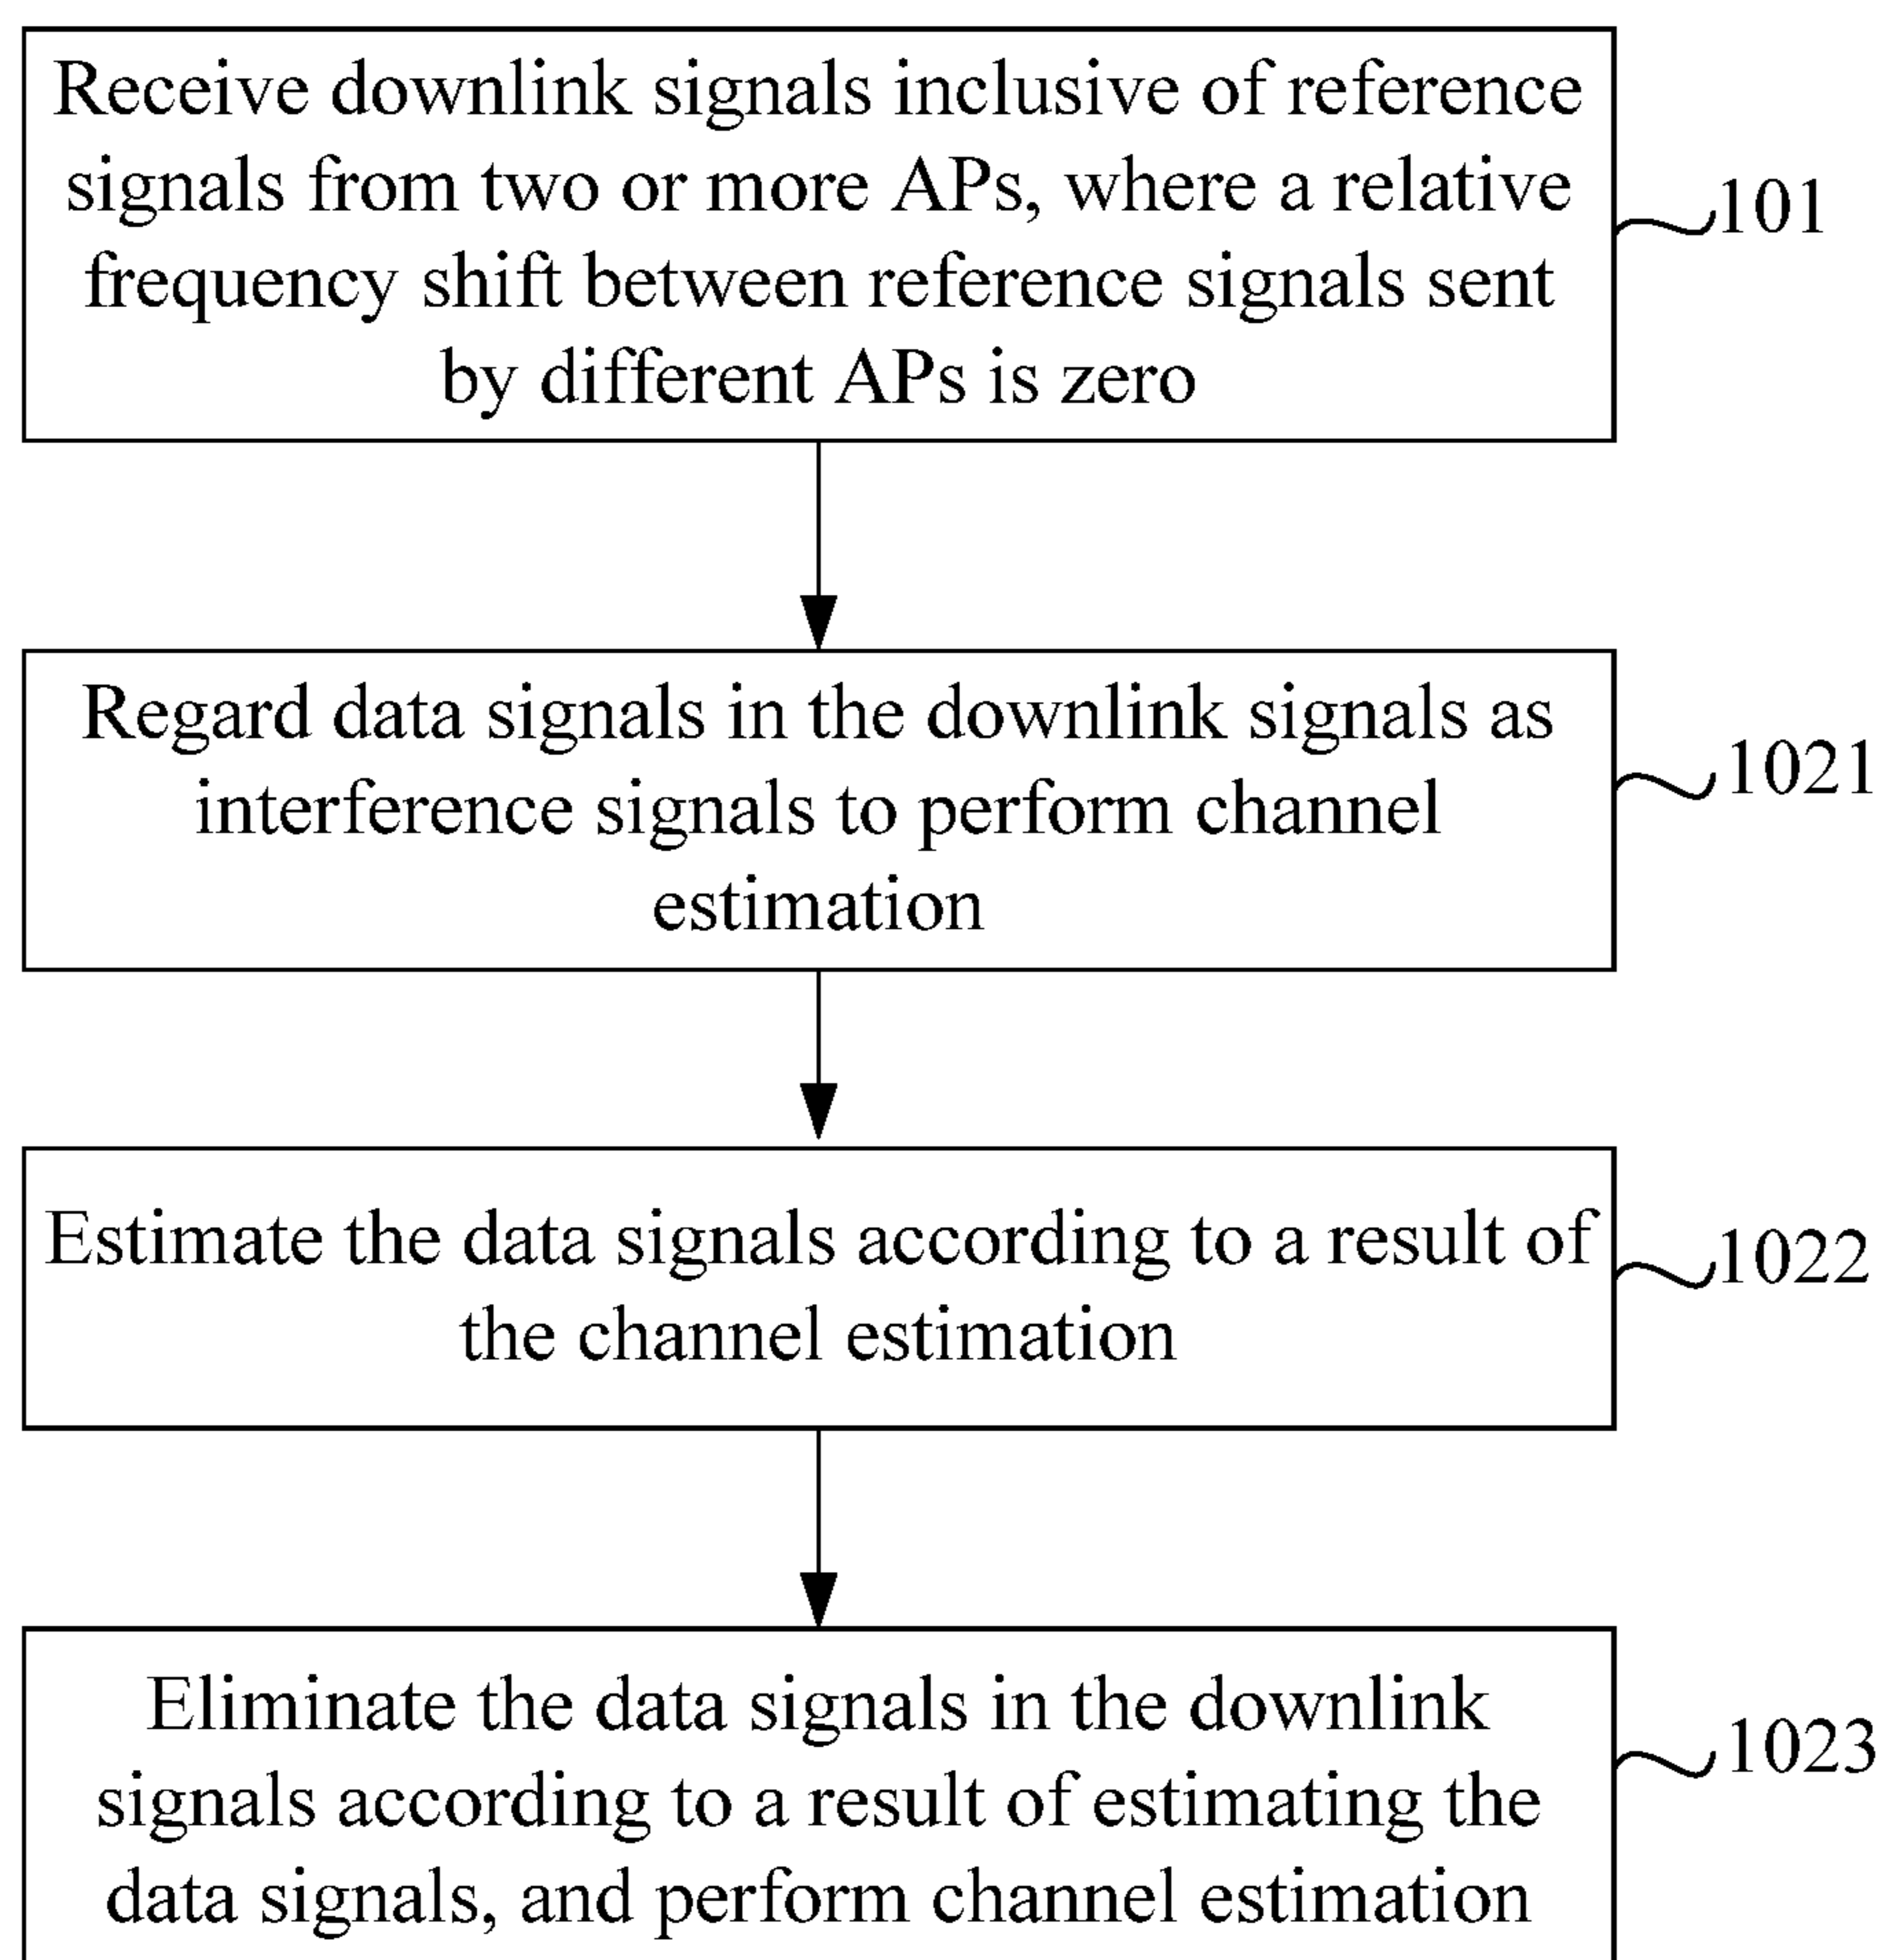 Receive downlink signals inclusive of reference
signals from two or more APs, where a relative
frequency shift between reference signals sent
by different APs is zero
101
Regard data signals in the downlink signals as
interference signals to perform channel
estimation
1021
Estimate the data signals according to a result of
the channel estimation
1022
Eliminate the data signals in the downlink
signals according to a result of estimating the
data signals, and perform channel estimation
1023